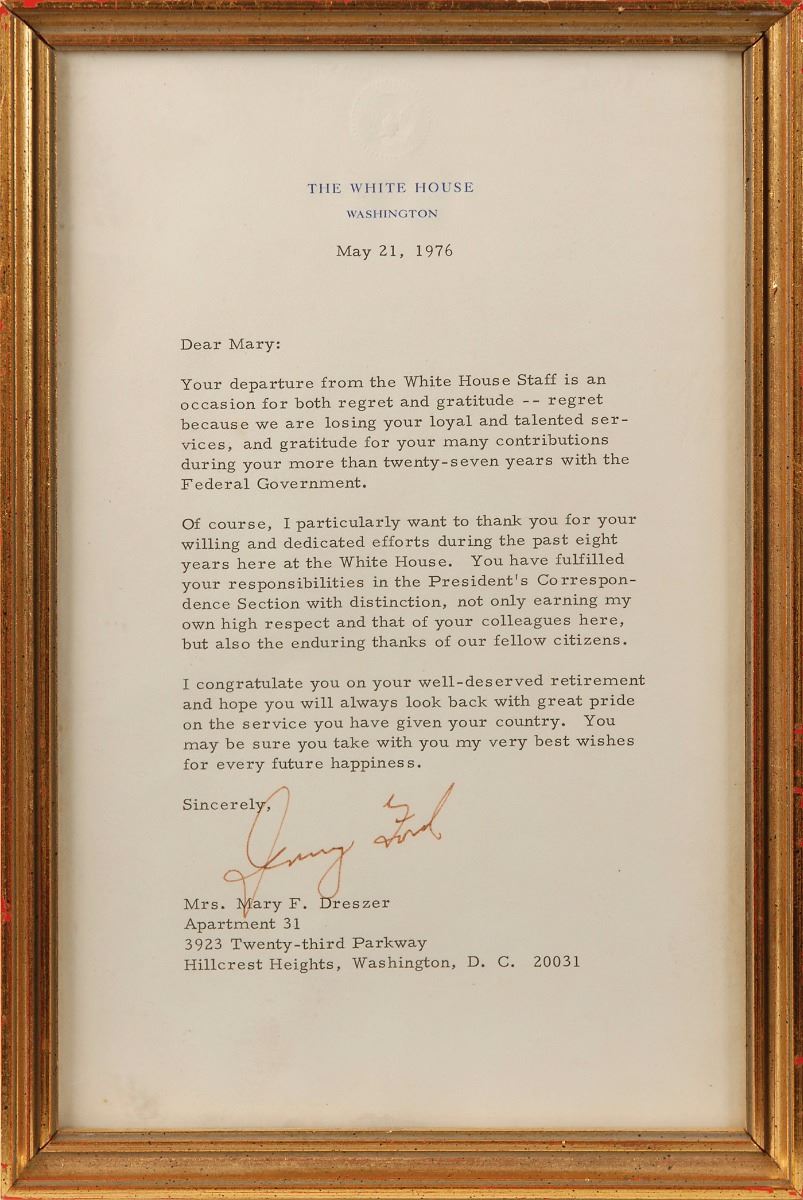 THE WHITE HOUSE
WASHINGTON
May 21, 1976
Dear Mary:
Your departure from the White House Staff is an
occasion for both regret and gratitude -- regret
because we are losing your loyal and talented ser-
vices, and gratitude for your many contributions
during your more than twenty-seven years with the
Federal Government.
Of course, I particularly want to thank you for your
willing and dedicated efforts during the past eight
years here at the White House. You have fulfilled
your responsibilities in the President's Correspon-
dence Section with distinction, not only earning my
own high respect and that of your colleagues here,
but also the enduring thanks of our fellow citizens.
I congratulate you on your well-deserved retirement
and hope you will always look back with great pride
on the service you have given your country. You
may be sure you take with you my very best wishes
for every future happiness.
Sincerely,
Jerry Ford
Mrs. Mary F. Dreszer
Apartment 31
3923 Twenty-third Parkway
Hillcrest Heights, Washington, D. C. 20031